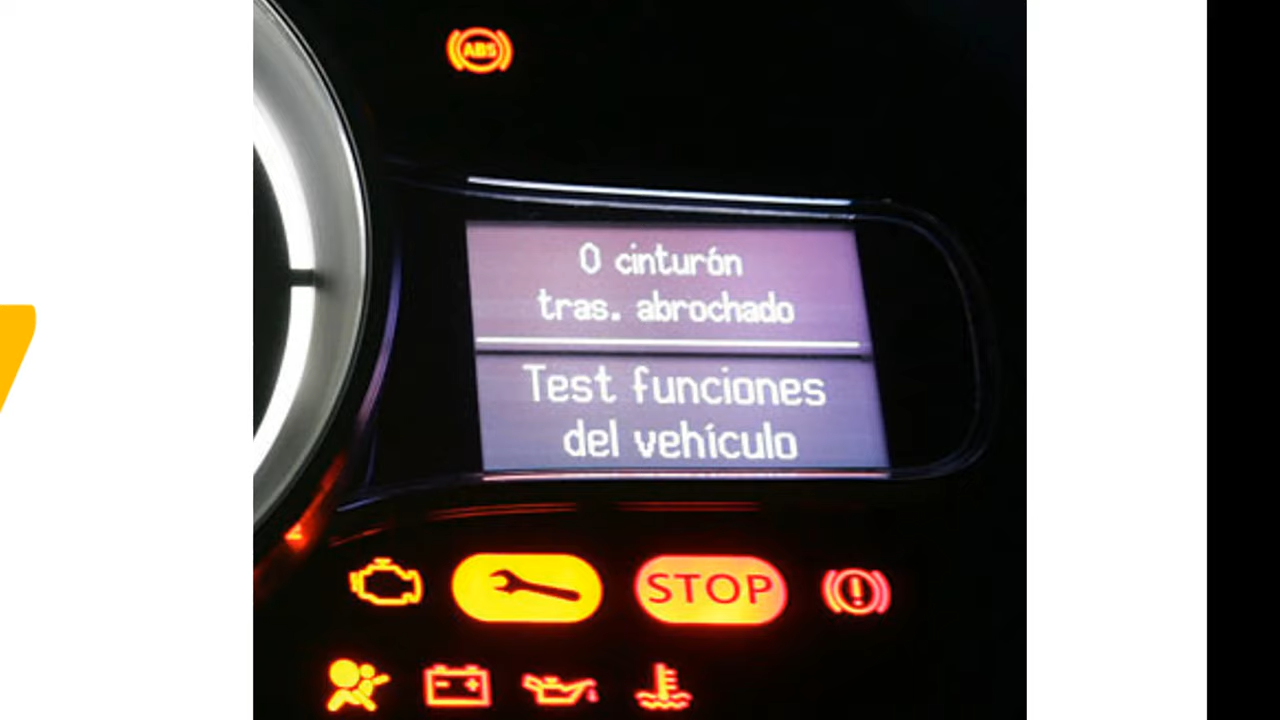 ABS
0 cinturón
tras. abrochado
Test funciones
del vehículo
STOP